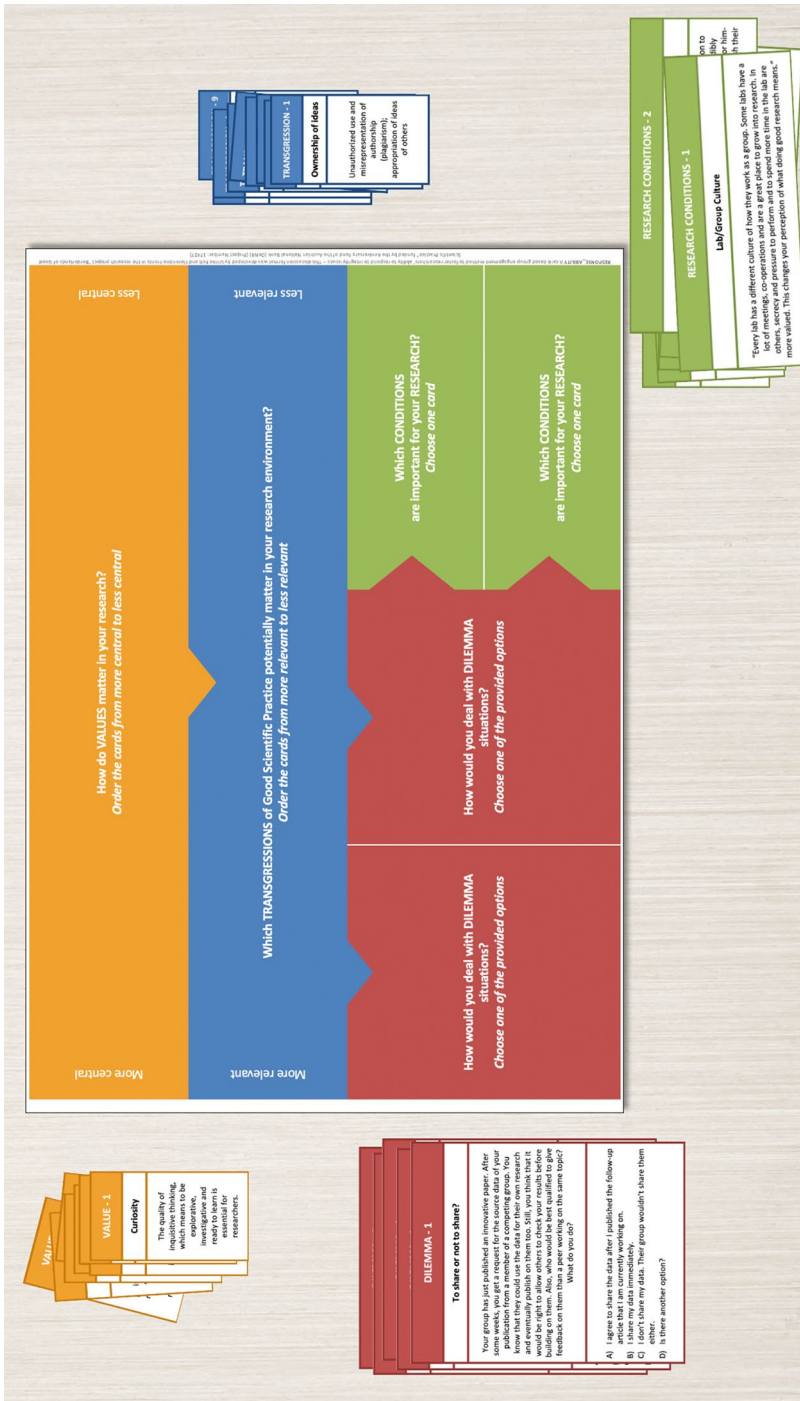 VALUE - 1
Curiosity
The quality of
inquisitive thinking,
which means to be
explorative,
investigative and
ready to learn is
essential for
researchers.
More central
Less central
How do VALUES matter in your research?
Order the cards from more central to less central
More relevant
Less relevant
Which TRANSGRESSIONS of Good Scientific Practice potentially matter in your research environment?
Order the cards from more relevant to less relevant
How would you deal with DILEMMA
situations?
Choose one of the provided options
How would you deal with DILEMMA
situations?
Choose one of the provided options
Which CONDITIONS
are important for your RESEARCH?
Choose one card
Which CONDITIONS
are important for your RESEARCH?
Choose one card
- 9
TRANSGRESSION - 1
Ownership of Ideas
Unauthorized use and
misrepresentation of
authorship
(plagiarism);
appropriation of ideas
of others
DILEMMA - 1
To share or not to share?
Your group has just published an innovative paper. After
some weeks, you get a request for the source data of your
publication from a member of a competing group. You
know that they could use the data for their own research
and eventually publish on them too. Still, you think that it
would be right to allow others to check your results before
building on them. Also, who would be best qualified to give
feedback on them than a peer working on the same topic?
What do you do?
A) I agree to share the data after I published the follow-up
article that I am currently working on.
B) I share my data immediately.
C) I don't share my data. Their group wouldn't share them
either.
D) Is there another option?
RESEARCH CONDITIONS - 2
on to
dibly
or him-
h their
RESEARCH CONDITIONS - 1
Lab/Group Culture
"Every lab has a different culture of how they work as a group. Some labs have a
lot of meetings, co-operations and are a great place to grow into research. In
others, secrecy and pressure to perform and to spend more time in the lab are
more valued. This changes your perception of what doing good research means."